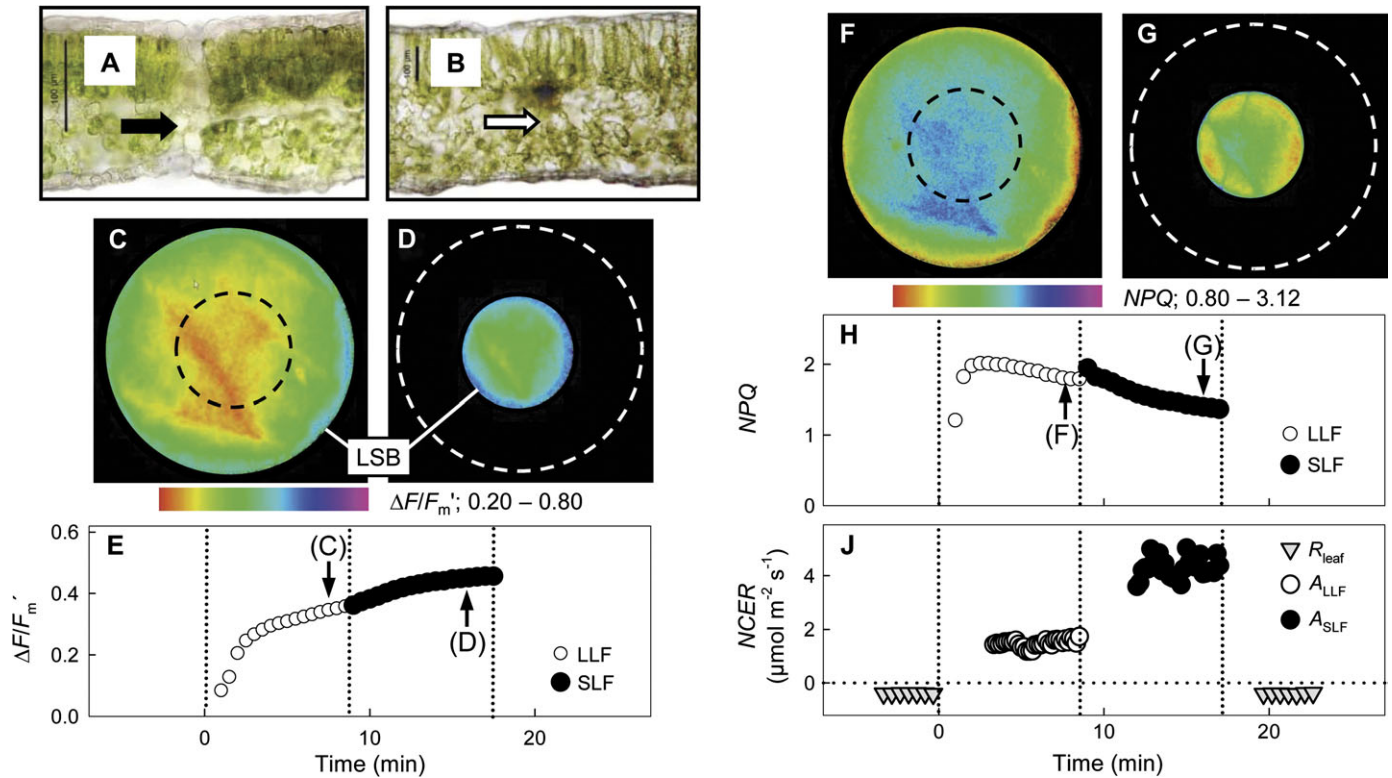 A
B
~100 µm
~100 µm
C
D
LSB
ΔF/Fm'; 0.20 – 0.80
E
0.6
0.4
0.2
0.0
ΔF/Fm′
(C)
(D)
LLF
SLF
0
10
20
Time (min)
F
G
NPQ; 0.80 – 3.12
H
2
1
0
NPQ
(F)
(G)
LLF
SLF
J
4
2
0
NCER
(µmol m⁻² s⁻¹)
Rleaf
ALLF
ASLF
0
10
20
Time (min)